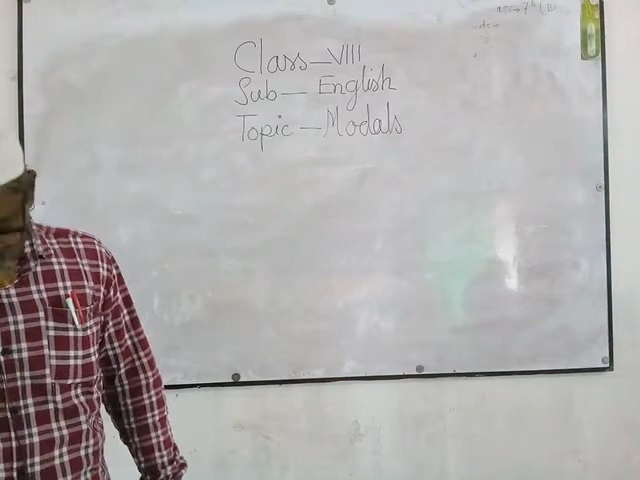 Class – VIII
Sub – English
Topic – Modals